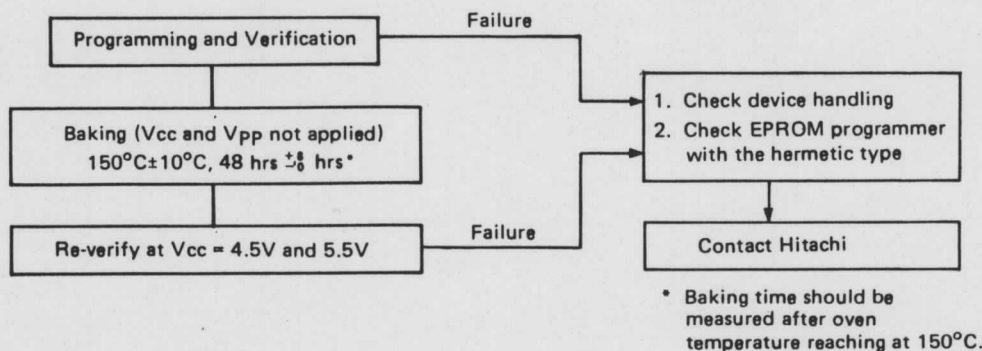 Failure
Programming and Verification
Baking (Vcc and VPP not applied)
150°C±10°C, 48 hrs +8 -0 hrs*
Re-verify at Vcc = 4.5V and 5.5V
Failure
1. Check device handling
2. Check EPROM programmer
with the hermetic type
Contact Hitachi
* Baking time should be
measured after oven
temperature reaching at 150°C.